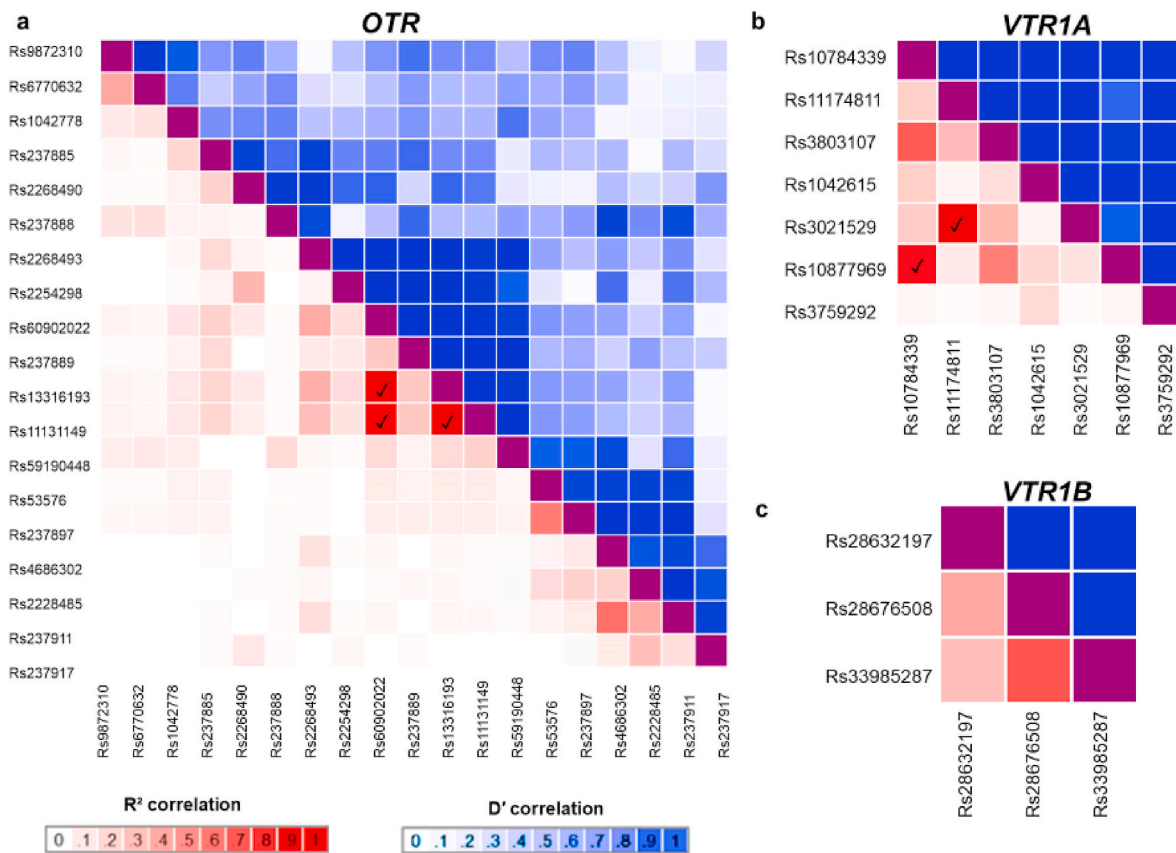 a
OTR
Rs9872310
Rs6770632
Rs1042778
Rs237885
Rs2268490
Rs237888
Rs2268493
Rs2254298
Rs60902022
Rs237889
Rs13316193
Rs11131149
Rs59190448
Rs53576
Rs237897
Rs4686302
Rs2228485
Rs237911
Rs237917
✓
✓ ✓
Rs9872310
Rs6770632
Rs1042778
Rs237885
Rs2268490
Rs237888
Rs2268493
Rs2254298
Rs60902022
Rs237889
Rs13316193
Rs11131149
Rs59190448
Rs53576
Rs237897
Rs4686302
Rs2228485
Rs237911
Rs237917
R² correlation
0 .1 .2 .3 .4 .5 .6 .7 .8 .9 1
D′ correlation
0 .1 .2 .3 .4 .5 .6 .7 .8 .9 1
b
VTR1A
Rs10784339
Rs11174811
Rs3803107
Rs1042615
Rs3021529
✓
Rs10877969
✓
Rs3759292
Rs10784339
Rs11174811
Rs3803107
Rs1042615
Rs3021529
Rs10877969
Rs3759292
c
VTR1B
Rs28632197
Rs28676508
Rs33985287
Rs28632197
Rs28676508
Rs33985287